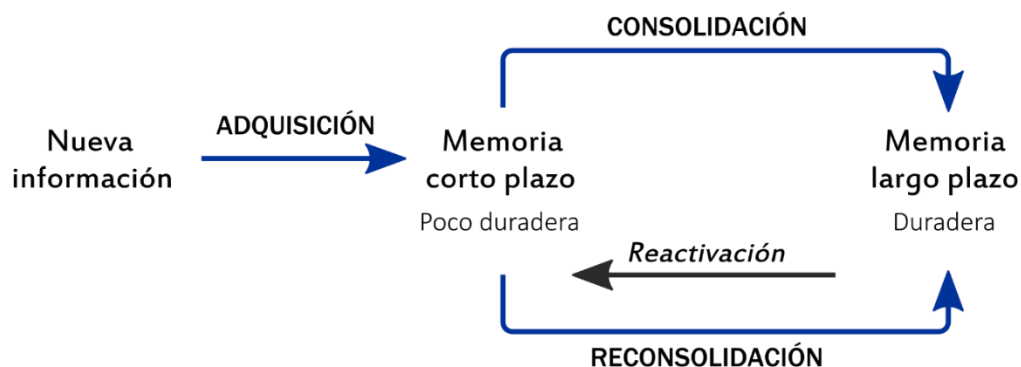 CONSOLIDACIÓN
ADQUISICIÓN
Nueva
información
Memoria
corto plazo
Poco duradera
Memoria
largo plazo
Duradera
Reactivación
RECONSOLIDACIÓN